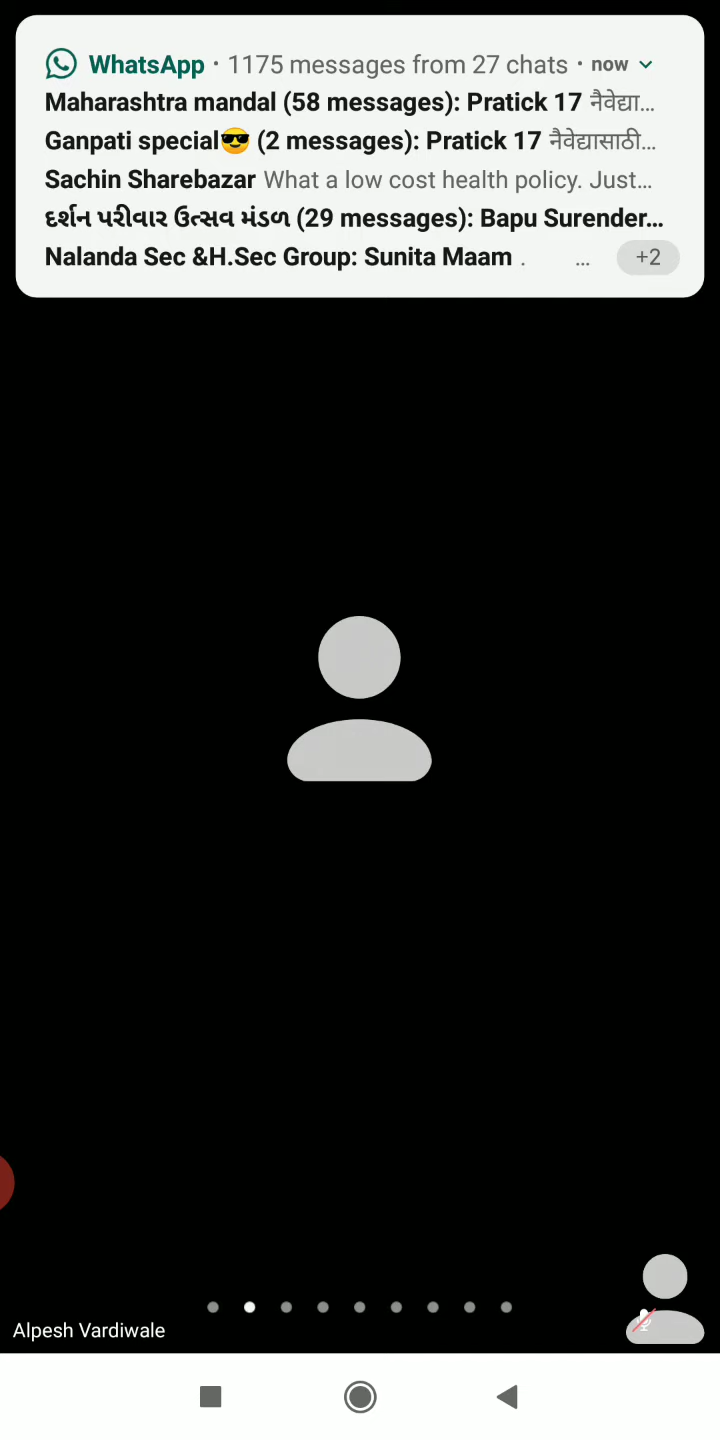 WhatsApp · 1175 messages from 27 chats · now
Maharashtra mandal (58 messages): Pratick 17 नैवेद्या...
Ganpati special😎 (2 messages): Pratick 17 नैवेद्यासाठी...
Sachin Sharebazar What a low cost health policy. Just...
દર્શન પરીવાર ઉત્સવ મંડળ (29 messages): Bapu Surender...
Nalanda Sec &H.Sec Group: Sunita Maam . ... +2
Alpesh Vardiwale